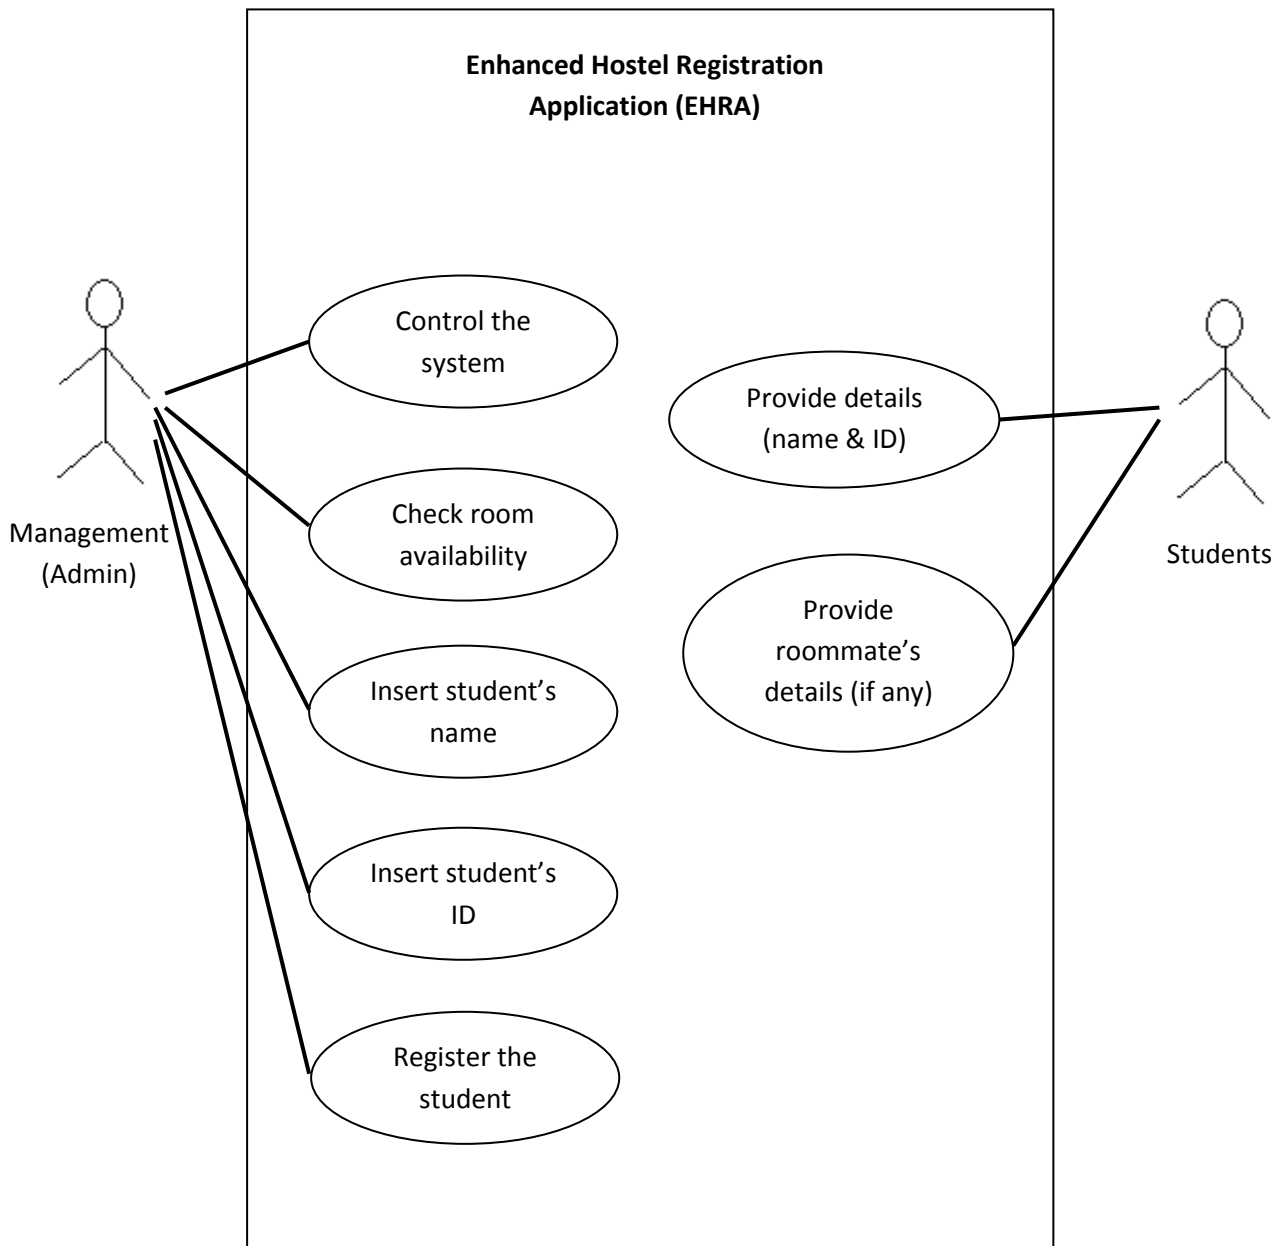 Enhanced Hostel Registration
Application (EHRA)
Control the
system
Provide details
(name & ID)
Check room
availability
Management
(Admin)
Students
Provide
roommate’s
details (if any)
Insert student’s
name
Insert student’s
ID
Register the
student